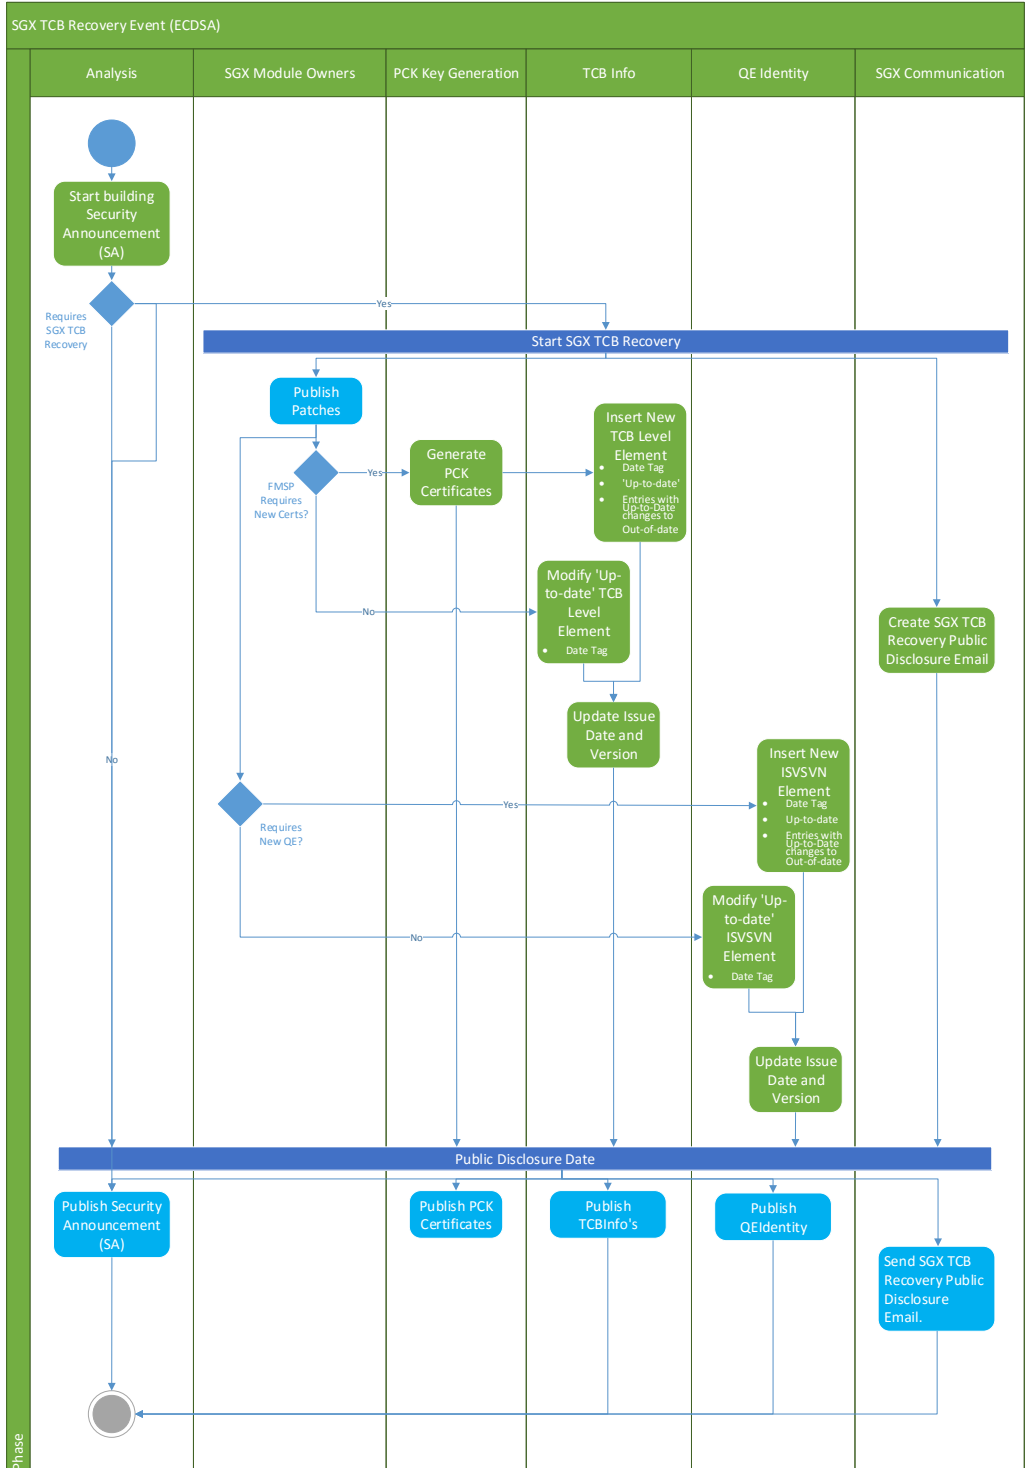 SGX TCB Recovery Event (ECDSA)
Analysis
SGX Module Owners
PCK Key Generation
TCB Info
QE Identity
SGX Communication
Start building
Security
Announcement
(SA)
Requires
SGX TCB
Recovery
Yes
Start SGX TCB Recovery
Publish
Patches
FMSP
Requires
New Certs?
Yes
Generate
PCK
Certificates
Insert New
TCB Level
Element
• Date Tag
• 'Up-to-date'
• Entries with
Up-to-Date
changes to
Out-of-date
No
Modify 'Up-
to-date' TCB
Level
Element
• Date Tag
Create SGX TCB
Recovery Public
Disclosure Email
Update Issue
Date and
Version
No
Requires
New QE?
Yes
Insert New
ISVSVN
Element
• Date Tag
• Up-to-date
• Entries with
Up-to-Date
changes to
Out-of-date
No
Modify 'Up-
to-date'
ISVSVN
Element
• Date Tag
Update Issue
Date and
Version
Public Disclosure Date
Publish Security
Announcement
(SA)
Publish PCK
Certificates
Publish
TCBInfo's
Publish
QEIdentity
Send SGX TCB
Recovery Public
Disclosure
Email.
Phase